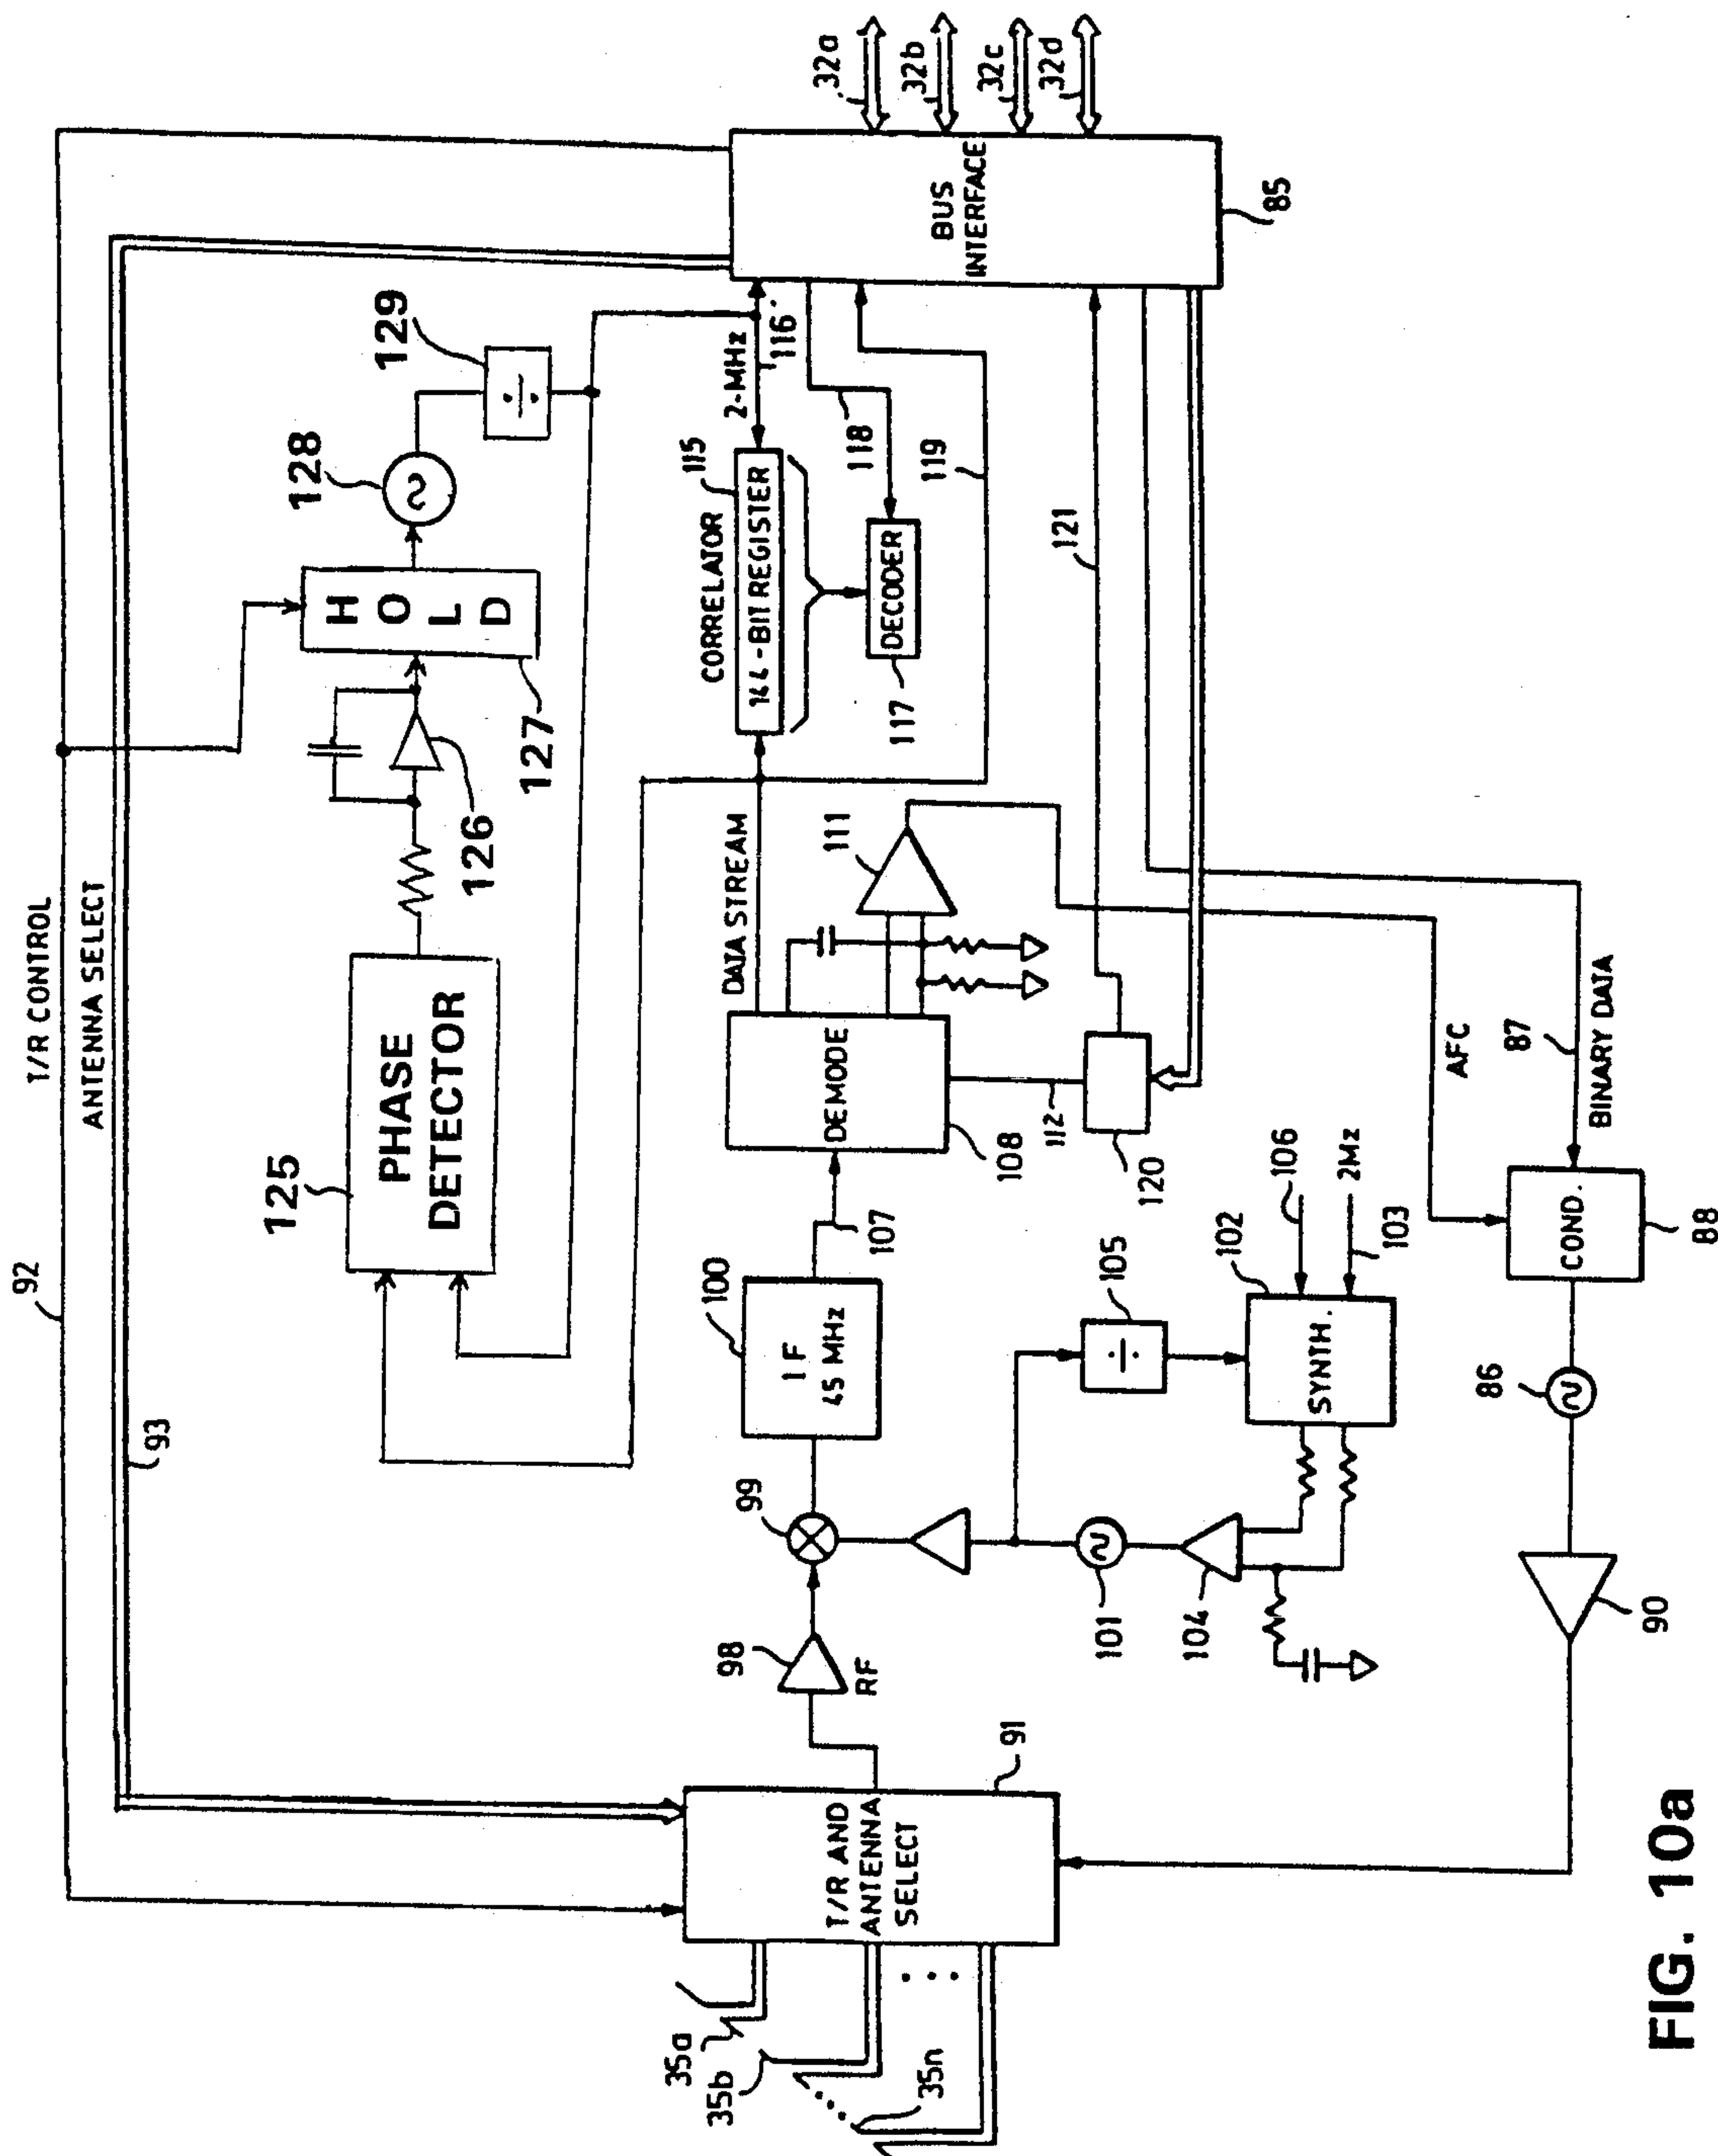 T/R CONTROL
92
ANTENNA SELECT
93
125
PHASE
DETECTOR
126
HOLD
127
128
129
35a
35b
35n
T/R AND
ANTENNA
SELECT
91
98
RF
99
100
IF
45 MHz
107
DEMODE
108
DATA STREAM
111
112
120
CORRELATOR
115
144-BIT REGISTER
2-MHz
116
DECODER
117
118
119
121
BUS
INTERFACE
85
32a
32b
32c
32d
101
104
105
102
SYNTH.
106
2Mz
103
AFC
87
BINARY DATA
COND.
88
86
90
FIG. 10a